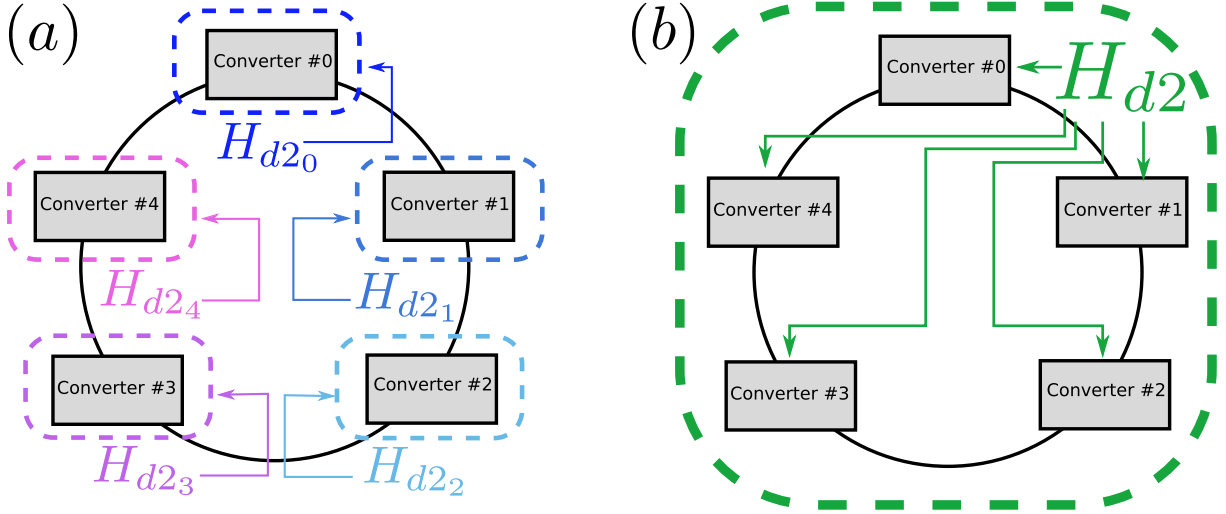 (a)
Converter #0
H_{d2_0}
Converter #4
Converter #1
H_{d2_4}
H_{d2_1}
Converter #3
Converter #2
H_{d2_3}
H_{d2_2}
(b)
Converter #0
H_{d2}
Converter #4
Converter #1
Converter #3
Converter #2